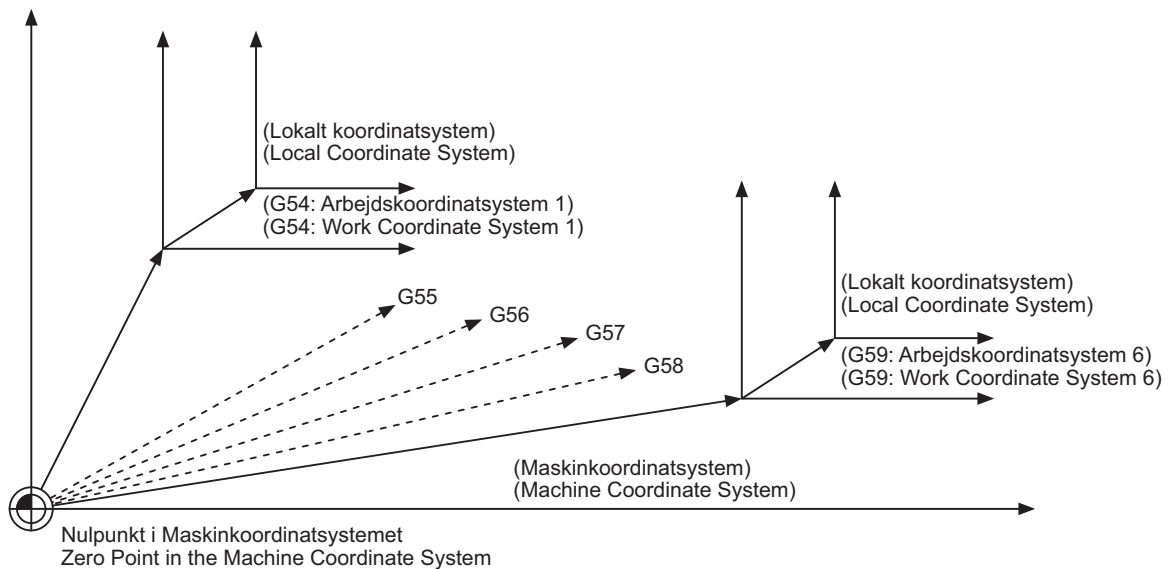 (Lokalt koordinatsystem)
(Local Coordinate System)
(G54: Arbejdskoordinatsystem 1)
(G54: Work Coordinate System 1)
G55
G56
G57
G58
(Lokalt koordinatsystem)
(Local Coordinate System)
(G59: Arbejdskoordinatsystem 6)
(G59: Work Coordinate System 6)
(Maskinkoordinatsystem)
(Machine Coordinate System)
Nulpunkt i Maskinkoordinatsystemet
Zero Point in the Machine Coordinate System